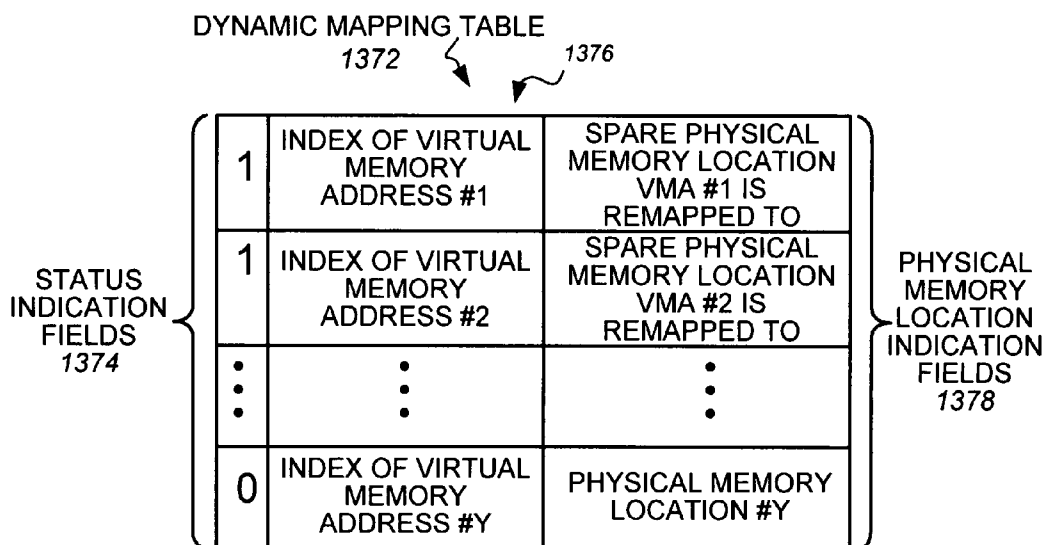 DYNAMIC MAPPING TABLE
1372
1376
STATUS
INDICATION
FIELDS
1374
1
INDEX OF VIRTUAL
MEMORY
ADDRESS #1
SPARE PHYSICAL
MEMORY LOCATION
VMA #1 IS
REMAPPED TO
1
INDEX OF VIRTUAL
MEMORY
ADDRESS #2
SPARE PHYSICAL
MEMORY LOCATION
VMA #2 IS
REMAPPED TO
0
INDEX OF VIRTUAL
MEMORY
ADDRESS #Y
PHYSICAL MEMORY
LOCATION #Y
PHYSICAL
MEMORY
LOCATION
INDICATION
FIELDS
1378